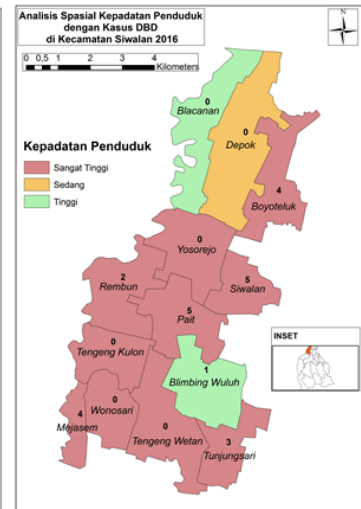 Analisis Spasial Kepadatan Penduduk
dengan Kasus DBD
di Kecamatan Siwalan 2016
N
0 0,5 1 2 3 4
Kilometers
0
Blacanan
0
Depok
Kepadatan Penduduk
Sangat Tinggi
Sedang
Tinggi
4
Boyoteluk
0
Yosorejo
2
Rembun
5
Siwalan
5
Pait
INSET
0
Tengeng Kulon
1
Blimbing Wuluh
4
Mejasem
0
Wonosari
0
Tengeng Wetan
3
Tunjungsari